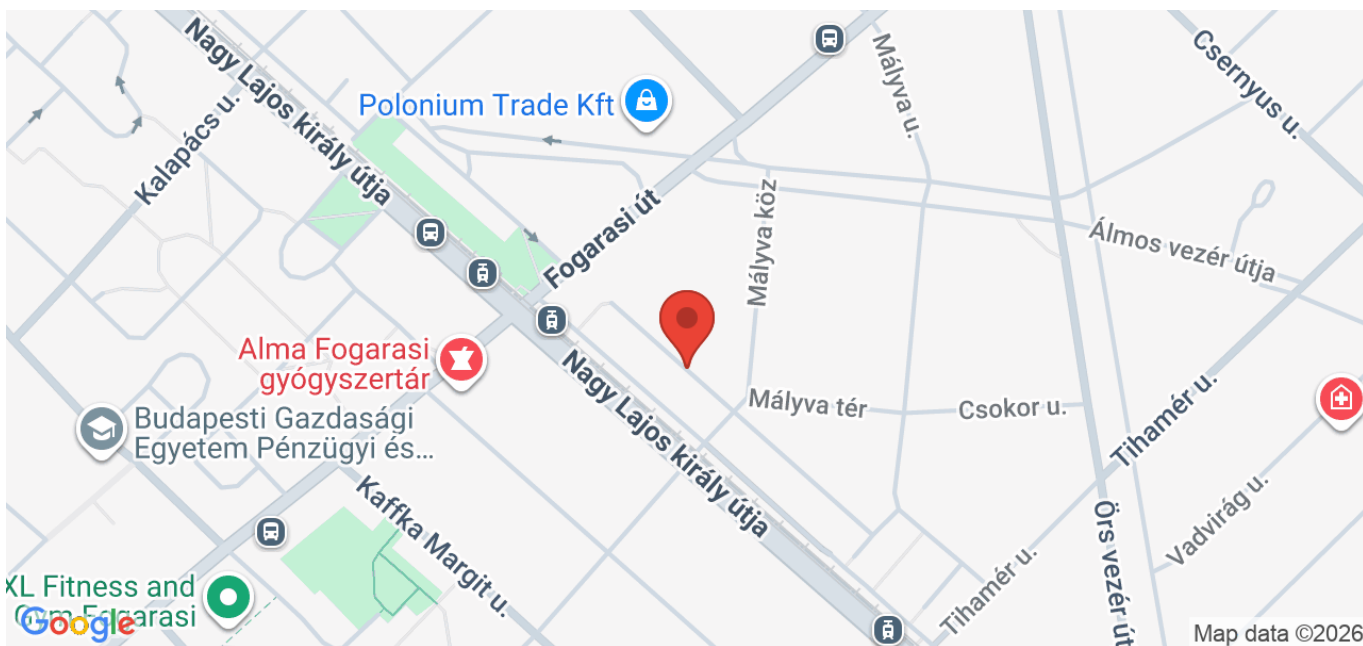 Nagy Lajos király útja
Mályva u.
Csernyus u.
Kalapács u.
Polonium Trade Kft
Fogarasi út
Mályva köz
Álmos vezér útja
Alma Fogarasi
gyógyszertár
Nagy Lajos király útja
Mályva tér
Csokor u.
Tihamér u.
Budapesti Gazdasági
Egyetem Pénzügyi és...
Kaffka Margit u.
Örs vezér út
Vadvirág u.
Tihamér u.
XL Fitness and
Gym-Fogarasi
Google
Map data ©2026